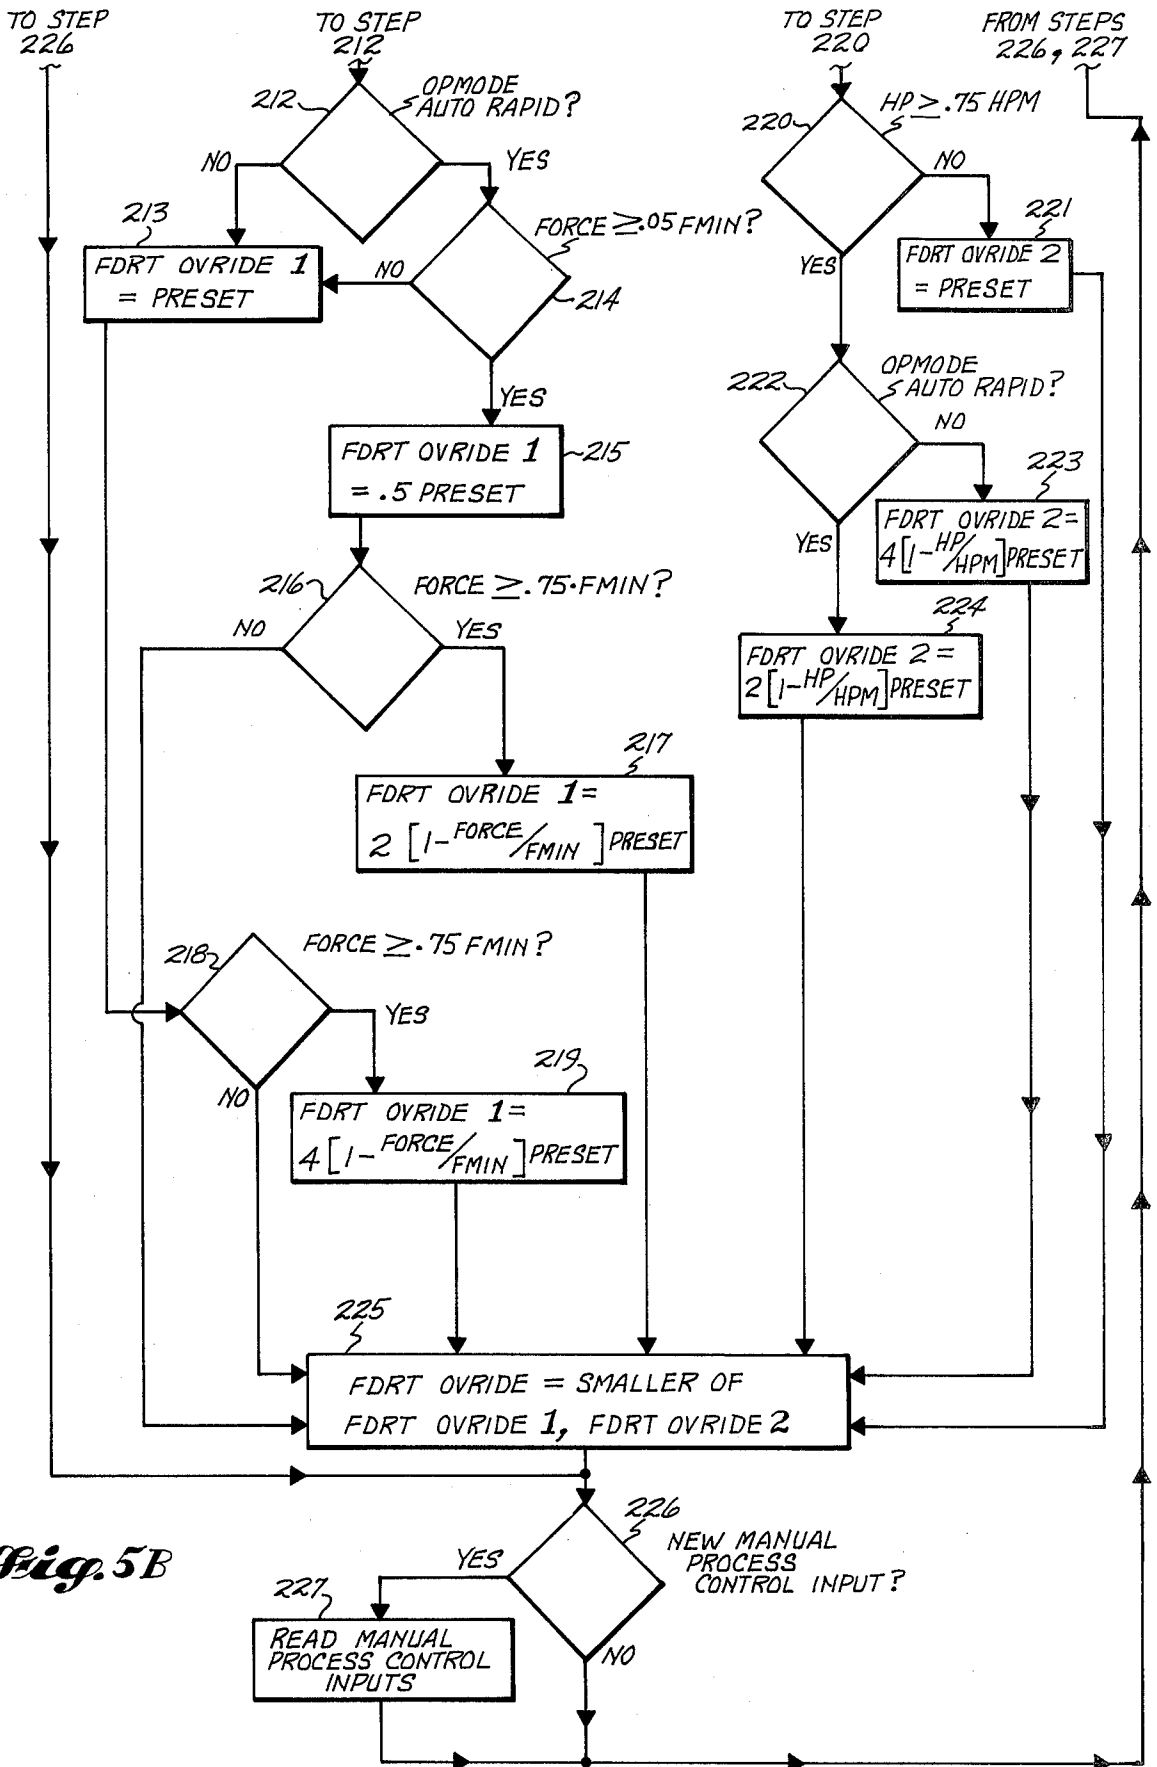 TO STEP
226
TO STEP
212
TO STEP
220
FROM STEPS
226, 227
212
OPMODE
AUTO RAPID?
NO
YES
220
HP ≥ .75 HPM
NO
YES
213
FDRT OVRIDE 1
= PRESET
FORCE ≥ .05 FMIN?
NO
214
YES
221
FDRT OVRIDE 2
= PRESET
222
OPMODE
AUTO RAPID?
NO
YES
FDRT OVRIDE 1
= .5 PRESET
215
223
FDRT OVRIDE 2=
4[1-HP/HPM]PRESET
216
FORCE ≥ .75·FMIN?
NO
YES
224
FDRT OVRIDE 2=
2[1-HP/HPM]PRESET
217
FDRT OVRIDE 1=
2 [1-FORCE/FMIN ]PRESET
218
FORCE ≥ .75 FMIN?
YES
NO
219
FDRT OVRIDE 1=
4[1-FORCE/FMIN]PRESET
225
FDRT OVRIDE = SMALLER OF
FDRT OVRIDE 1, FDRT OVRIDE 2
226
NEW MANUAL
PROCESS
CONTROL INPUT?
YES
NO
227
READ MANUAL
PROCESS CONTROL
INPUTS
Fig. 5B